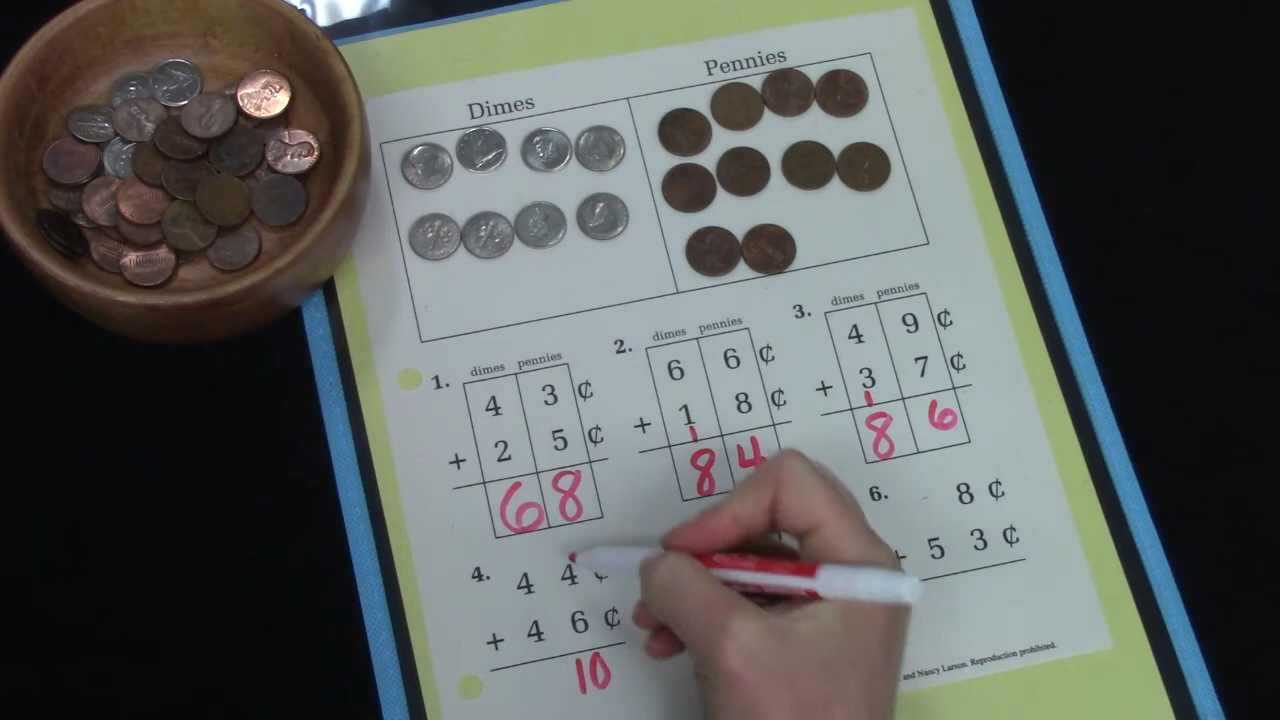 Dimes Pennies
1. dimes pennies
4 3 ¢
+ 2 5 ¢
6 8
2. dimes pennies
6 6 ¢
+ 1 8 ¢
1
8 4
3. dimes pennies
4 9 ¢
+ 3 7 ¢
1
8 6
4. 4 4 ¢
+ 4 6 ¢
10
6. 8 ¢
+ 5 3 ¢
and Nancy Larson. Reproduction prohibited.